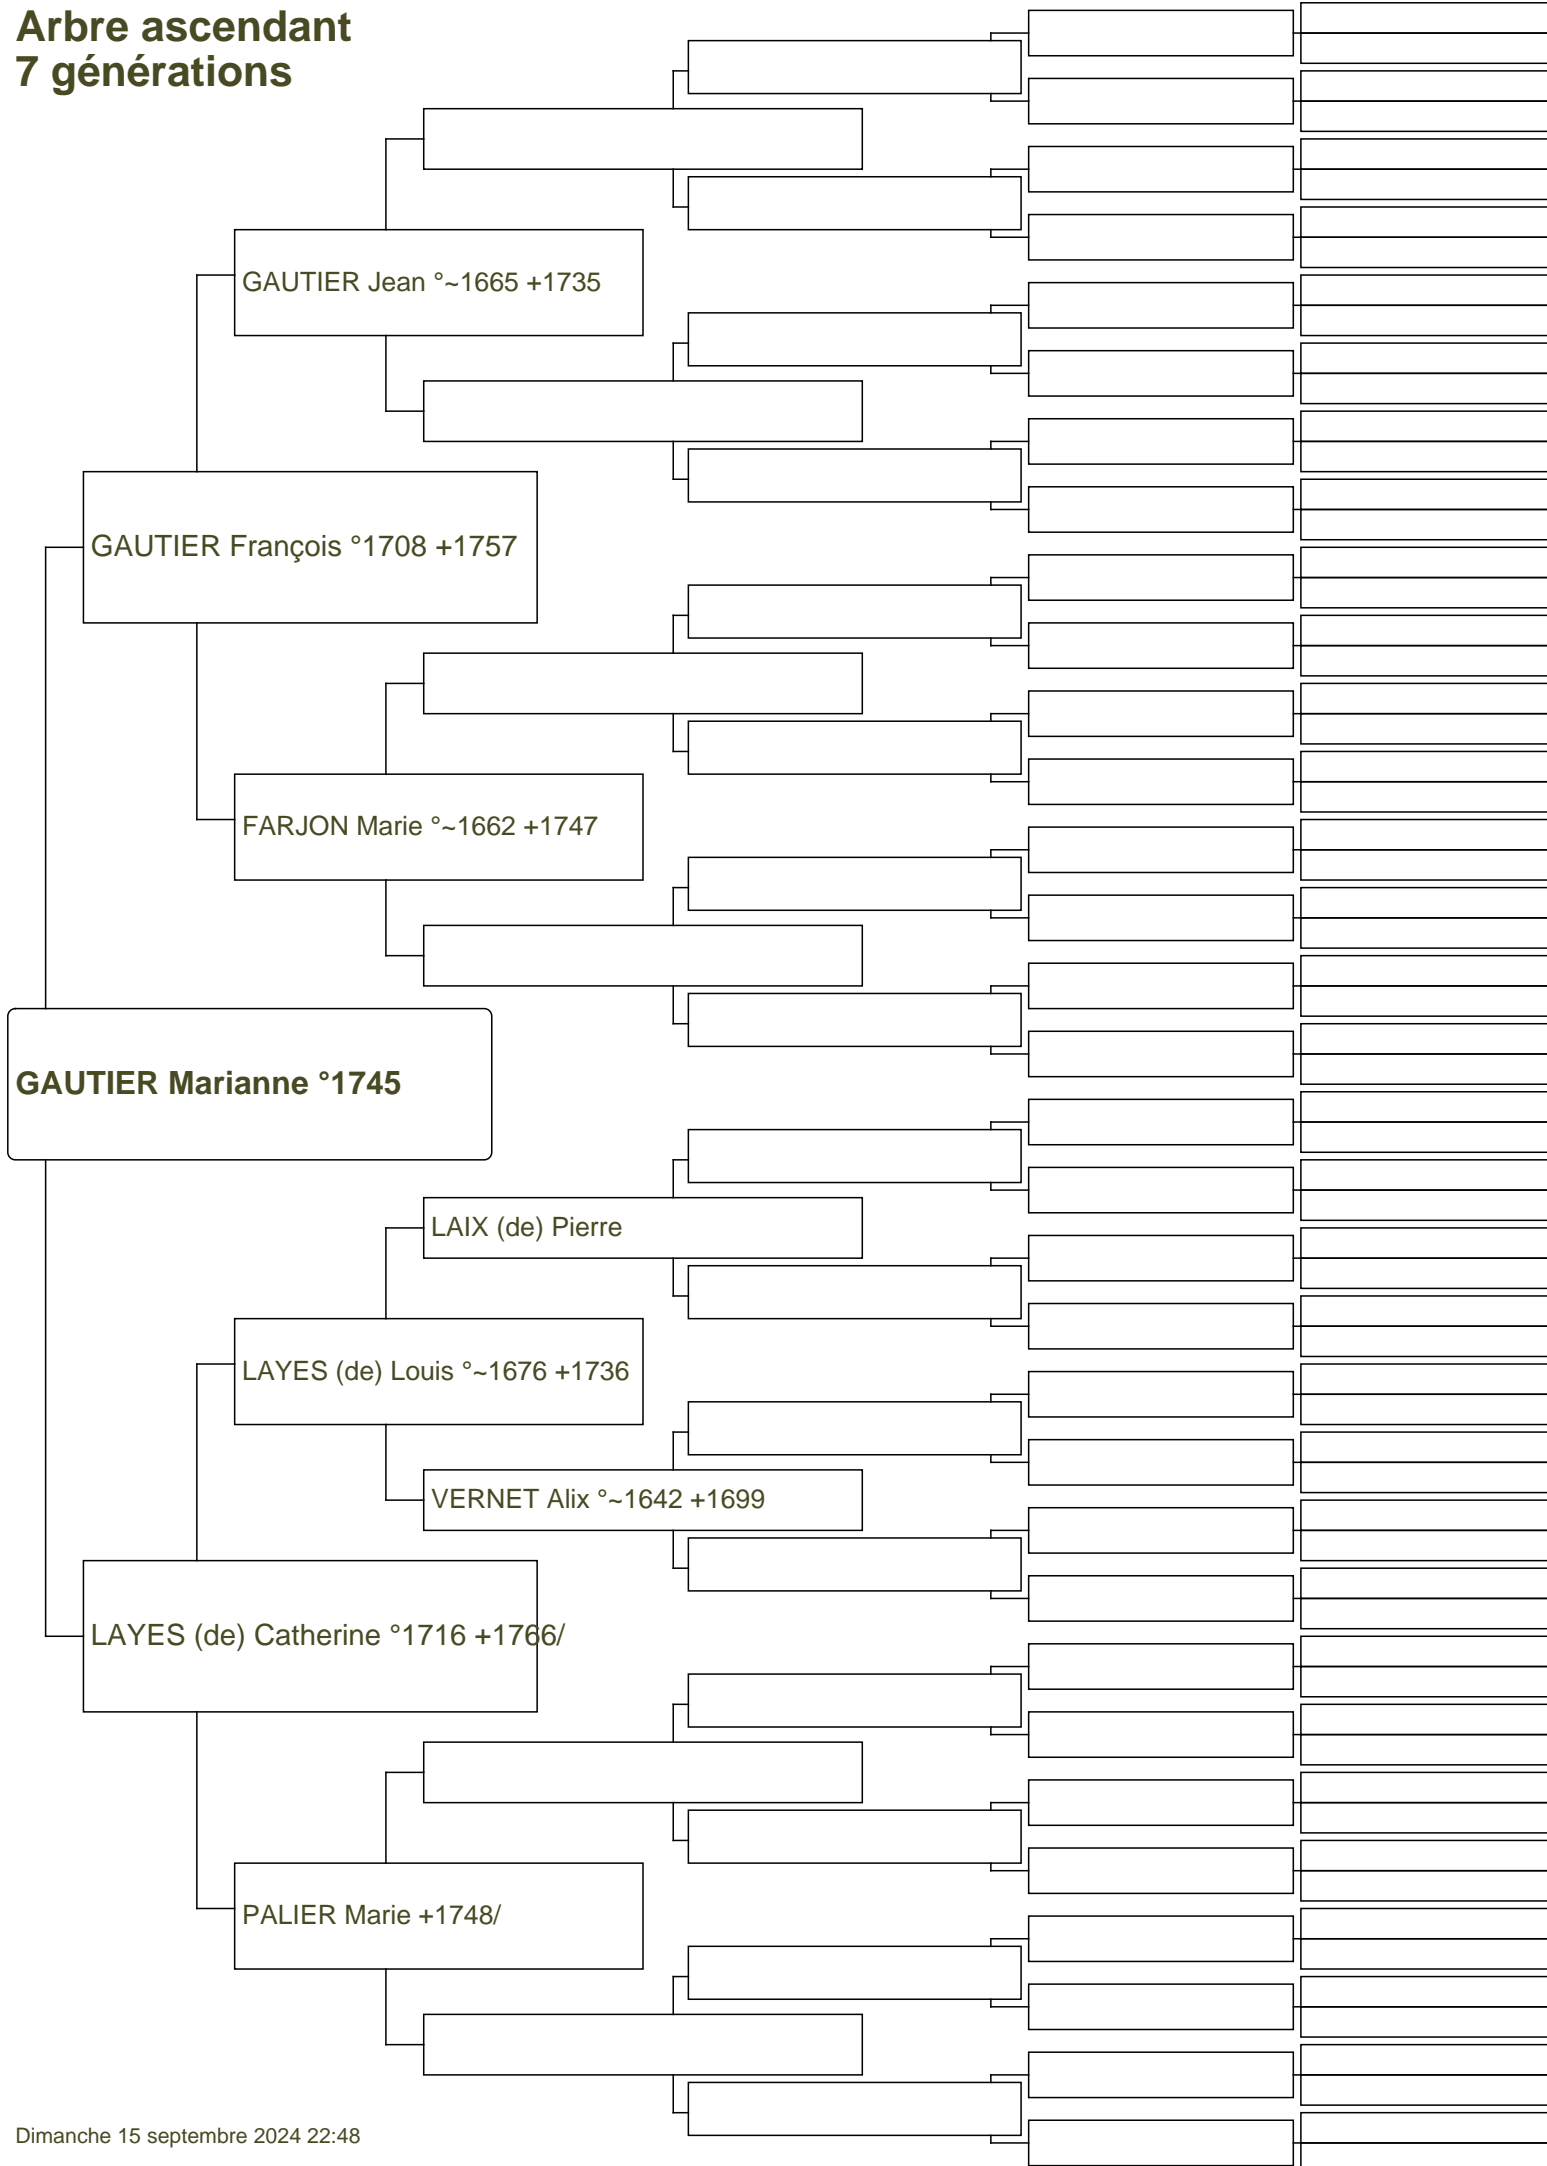 Arbre ascendant
7 générations
GAUTIER Jean °~1665 +1735
GAUTIER François °1708 +1757
FARJON Marie °~1662 +1747
GAUTIER Marianne °1745
LAIX (de) Pierre
LAYES (de) Louis °~1676 +1736
VERNET Alix °~1642 +1699
LAYES (de) Catherine °1716 +1766/
PALIER Marie +1748/
Dimanche 15 septembre 2024 22:48